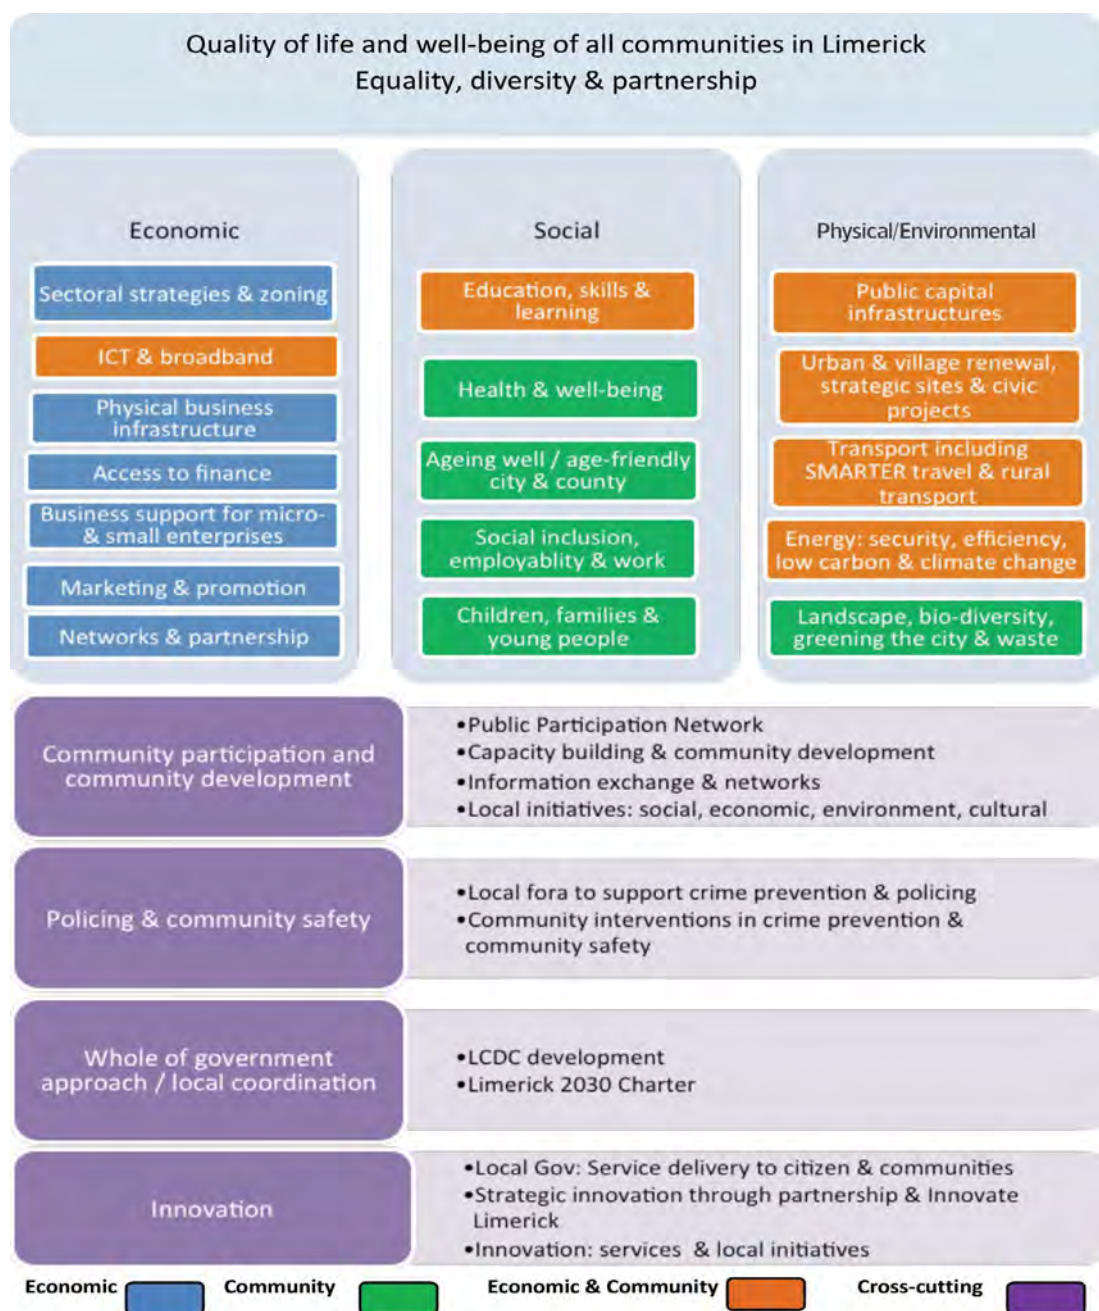 Quality of life and well-being of all communities in Limerick
Equality, diversity & partnership
Economic
Sectoral strategies & zoning
ICT & broadband
Physical business
infrastructure
Access to finance
Business support for micro-
& small enterprises
Marketing & promotion
Networks & partnership
Social
Education, skills &
learning
Health & well-being
Ageing well / age-friendly
city & county
Social inclusion,
employablity & work
Children, families &
young people
Physical/Environmental
Public capital
infrastructures
Urban & village renewal,
strategic sites & civic
projects
Transport including
SMARTER travel & rural
transport
Energy: security, efficiency,
low carbon & climate change
Landscape, bio-diversity,
greening the city & waste
Community participation and
community development
•Public Participation Network
•Capacity building & community development
•Information exchange & networks
•Local initiatives: social, economic, environment, cultural
Policing & community safety
•Local fora to support crime prevention & policing
•Community interventions in crime prevention &
community safety
Whole of government
approach / local coordination
•LCDC development
•Limerick 2030 Charter
Innovation
•Local Gov: Service delivery to citizen & communities
•Strategic innovation through partnership & Innovate
Limerick
•Innovation: services & local initiatives
Economic Community Economic & Community Cross-cutting